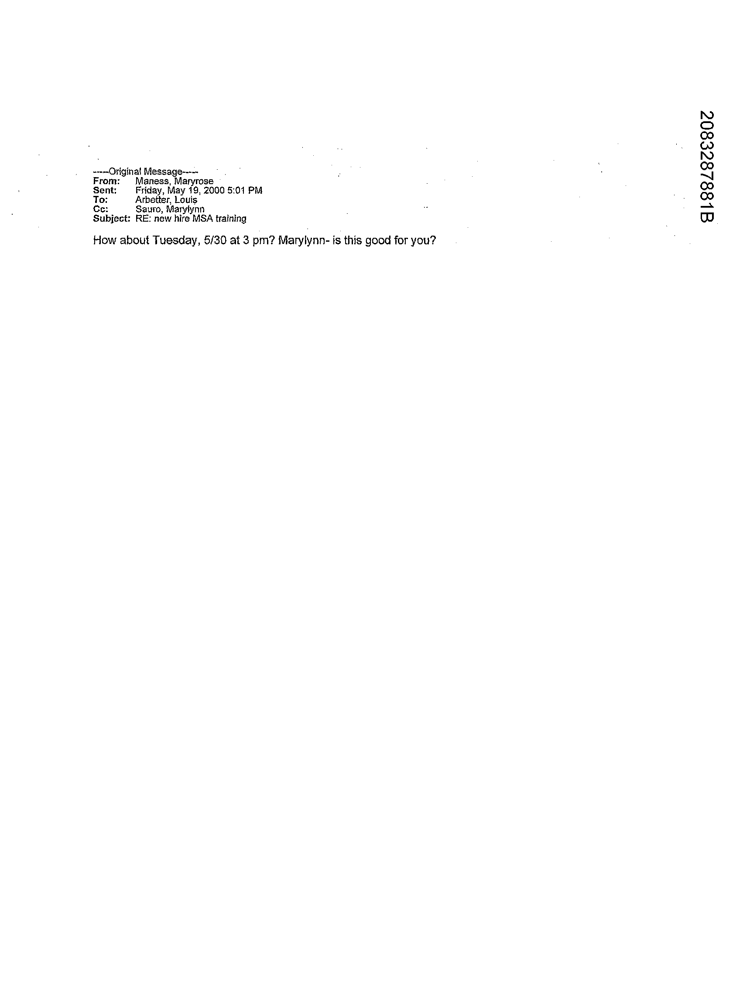 -----Original Message-----
From: Maness, Maryrose
Sent: Friday, May 19, 2000 5:01 PM
To: Arbetter, Louis
Cc: Sauro, Marylynn
Subject: RE: new hire MSA training
How about Tuesday, 5/30 at 3 pm? Marylynn- is this good for you?
2083287881B